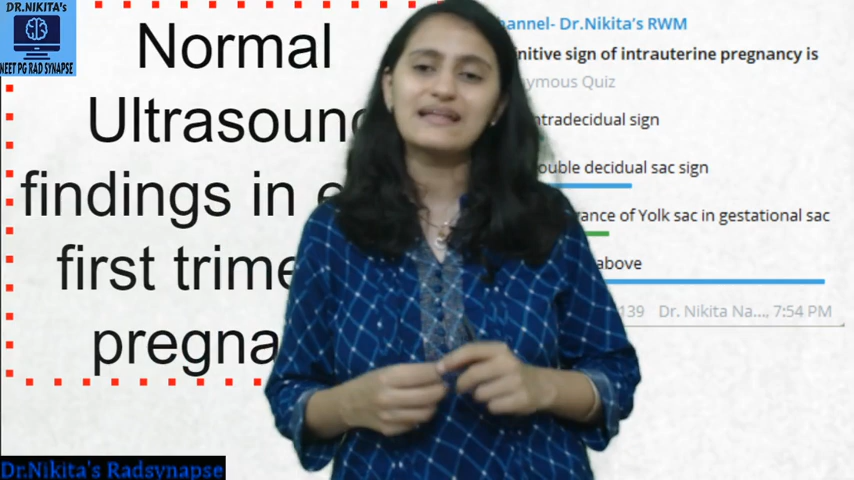 DR.NIKITA's
NEET PG RAD SYNAPSE
Normal
Ultrasound
findings in
first trime
pregna
hannel- Dr.Nikita's RWM
initive sign of intrauterine pregnancy is
ymous Quiz
ntradecidual sign
ouble decidual sac sign
rance of Yolk sac in gestational sac
above
139 Dr. Nikita Na..., 7:54 PM
Dr.Nikita's Radsynapse